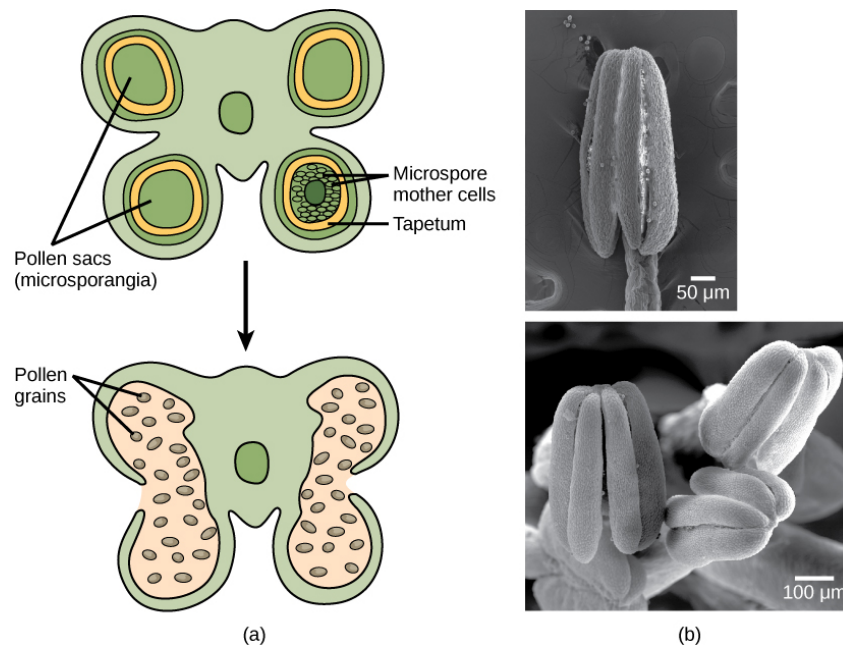 Microspore
mother cells
Tapetum
Pollen sacs
(microsporangia)
Pollen
grains
(a)
50 μm
100 μm
(b)